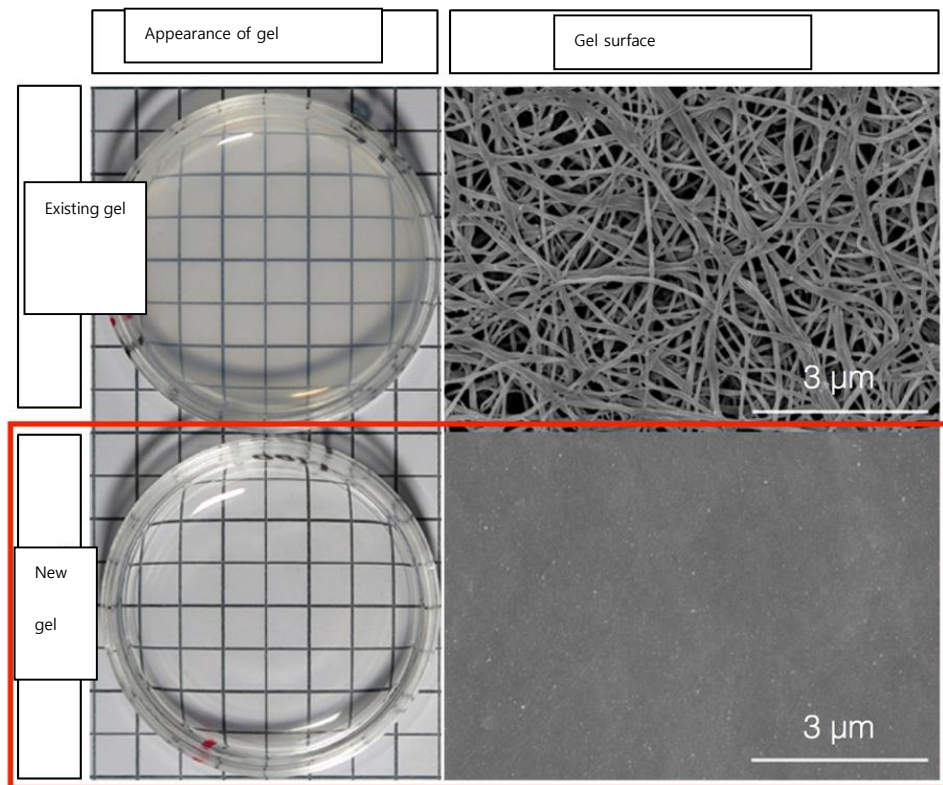 Appearance of gel
Gel surface
Existing gel
3 µm
New
gel
3 µm